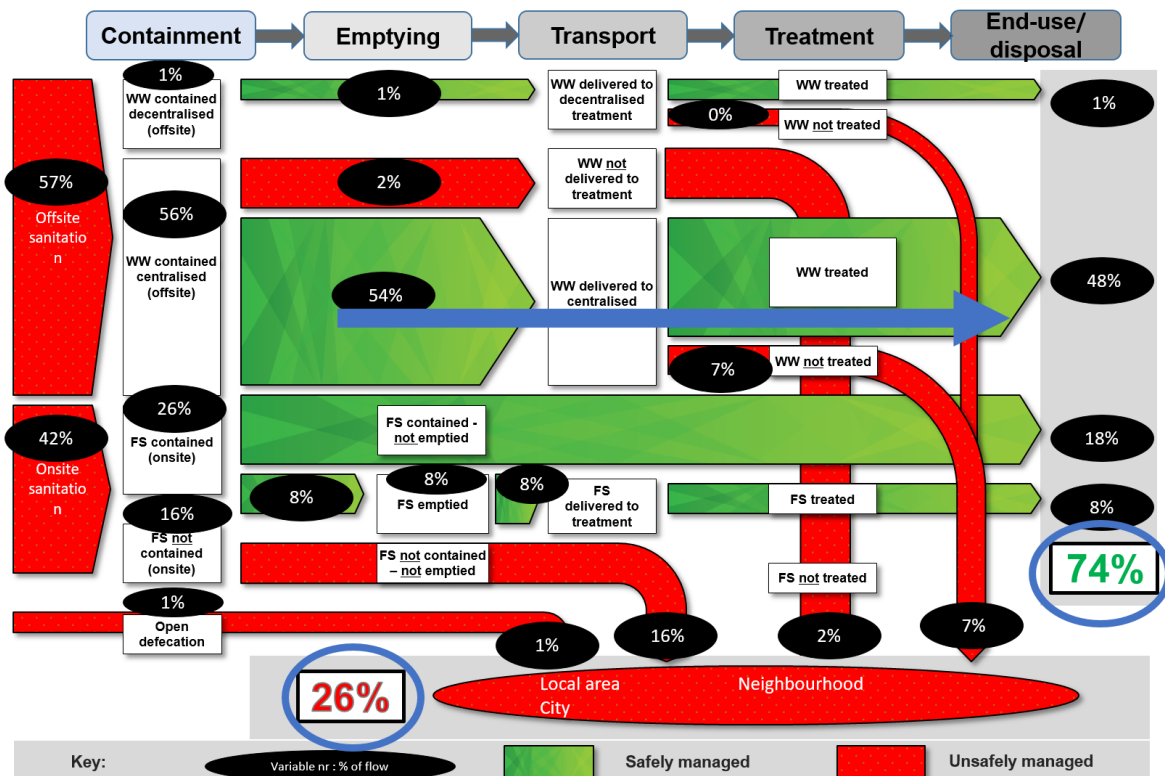 Containment
Emptying
Transport
Treatment
End-use/
disposal
1%
WW contained
decentralised
(offsite)
1%
WW delivered to
decentralised
treatment
WW treated
1%
0%
WW not treated
57%
Offsite
sanitatio
n
56%
WW contained
centralised
(offsite)
2%
WW not
delivered to
treatment
54%
WW delivered to
centralised
WW treated
48%
7%
WW not treated
42%
Onsite
sanitatio
n
26%
FS contained
(onsite)
FS contained -
not emptied
18%
8%
8%
FS emptied
8%
FS
delivered to
treatment
FS treated
8%
16%
FS not
contained
(onsite)
FS not contained
– not emptied
FS not treated
74%
1%
Open
defecation
1%
16%
2%
7%
26%
Local area
City
Neighbourhood
Key:
Variable nr : % of flow
Safely managed
Unsafely managed